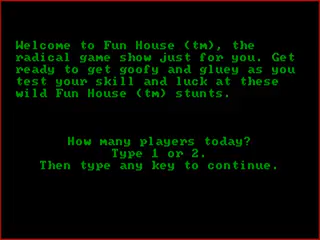 Welcome to Fun House (tm), the
radical game show just for you. Get
ready to get goofy and gluey as you
test your skill and luck at these
wild Fun House (tm) stunts.
How many players today?
Type 1 or 2.
Then type any key to continue.